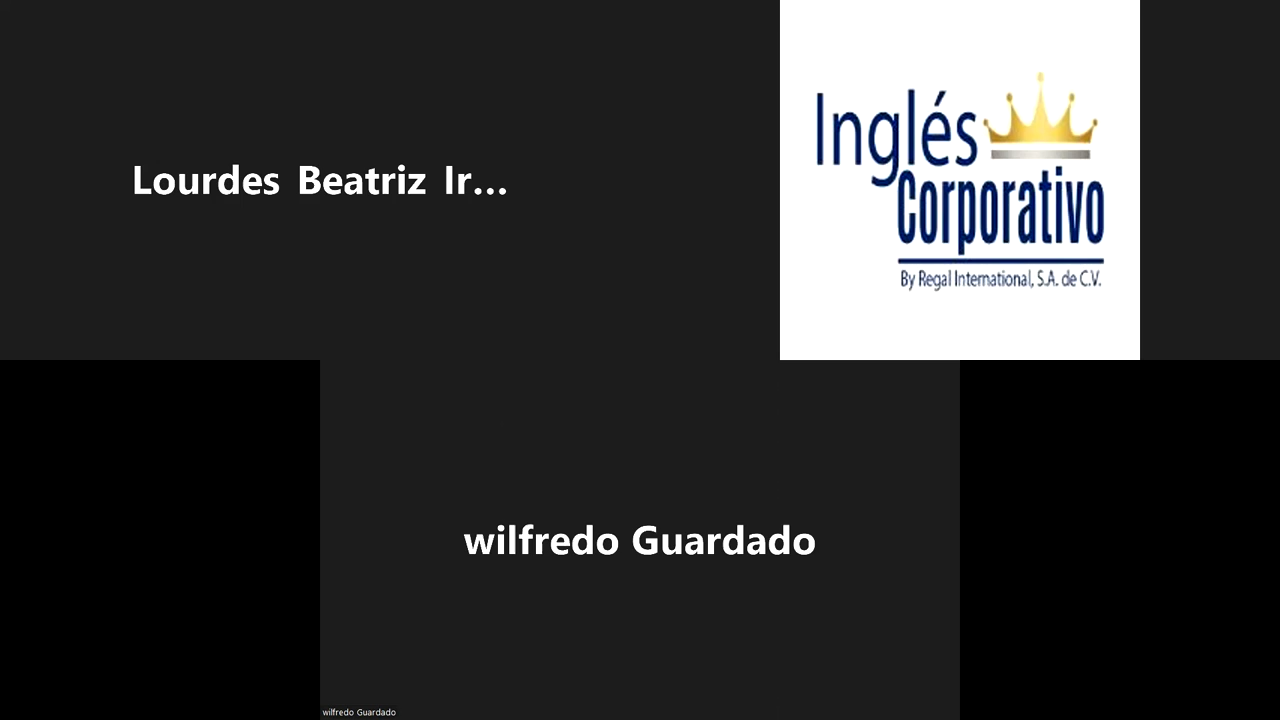 Lourdes Beatriz Ir...
Inglés
Corporativo
By Regal International, S.A. de C.V.
wilfredo Guardado
wilfredo Guardado